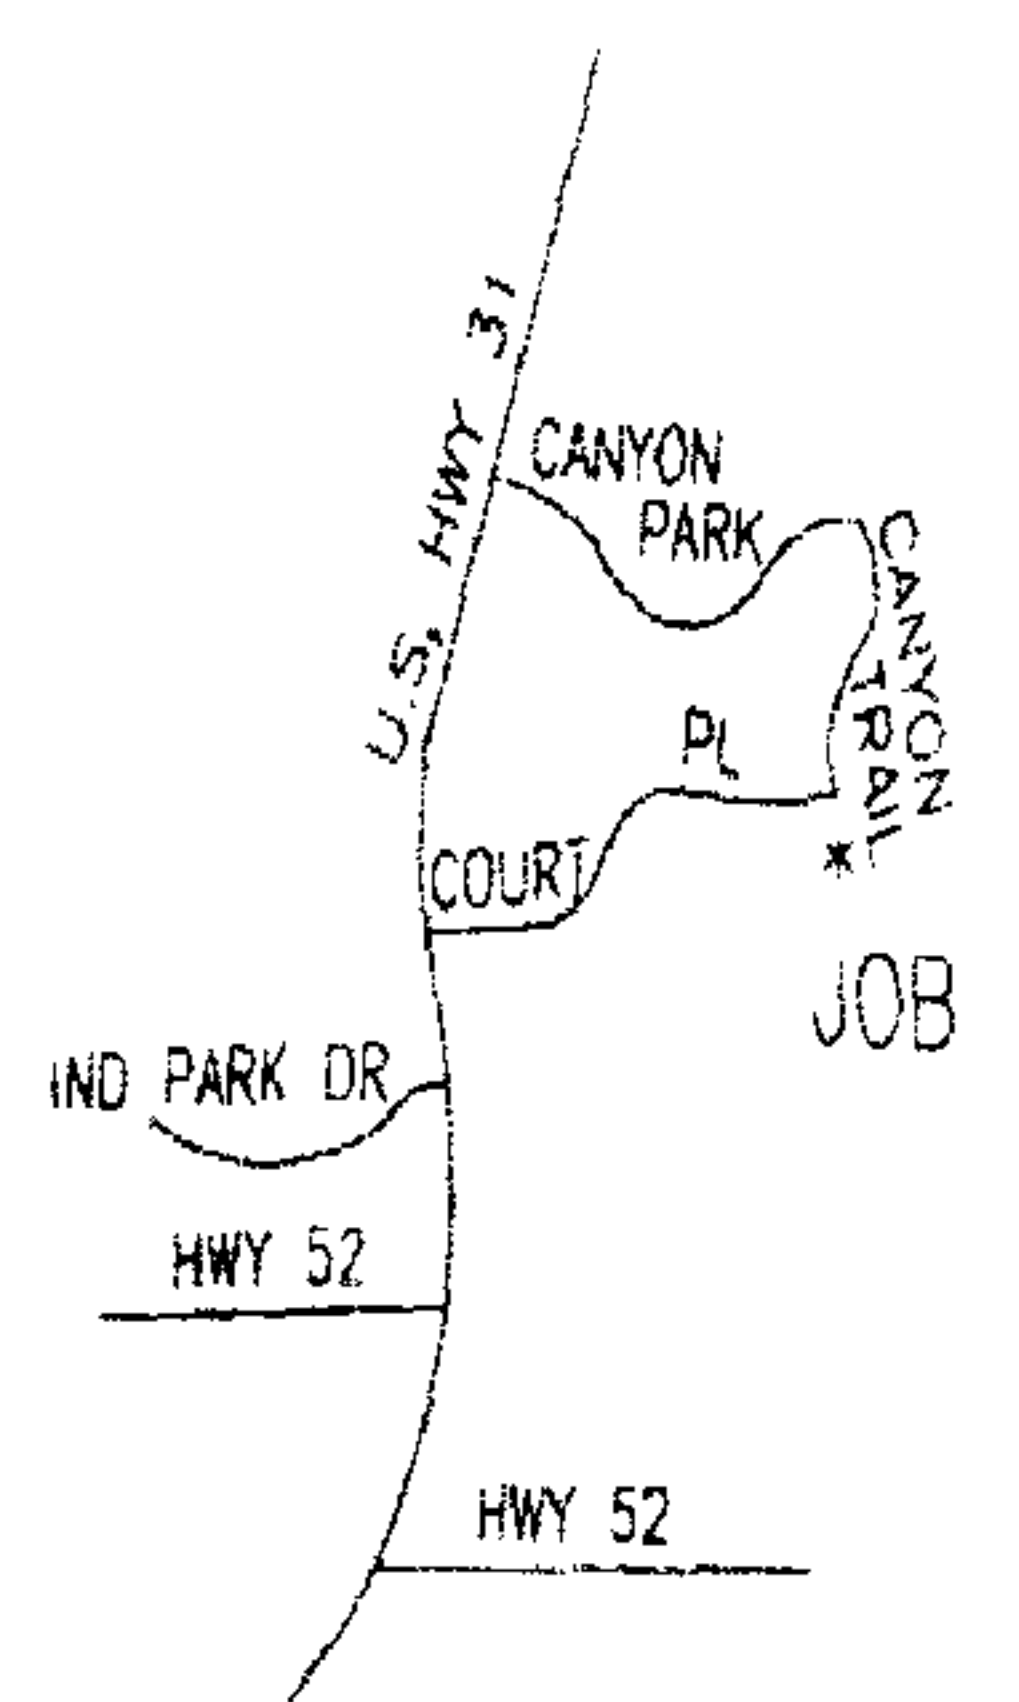 U.S. HWY 31
CANYON
PARK
CANYON
TRAIL
PL
COURT
*
JOB
IND PARK DR
HWY 52
HWY 52